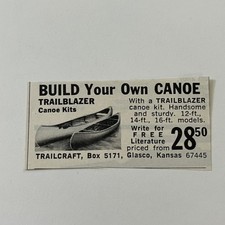 BUILD Your Own CANOE
TRAILBLAZER
Canoe Kits
With a TRAILBLAZER
canoe kit. Handsome
and sturdy. 12-ft.,
14-ft., 16-ft. models.
Write for
FREE
Literature
priced from
28.50
TRAILCRAFT, Box 5171, Glasco, Kansas 67445